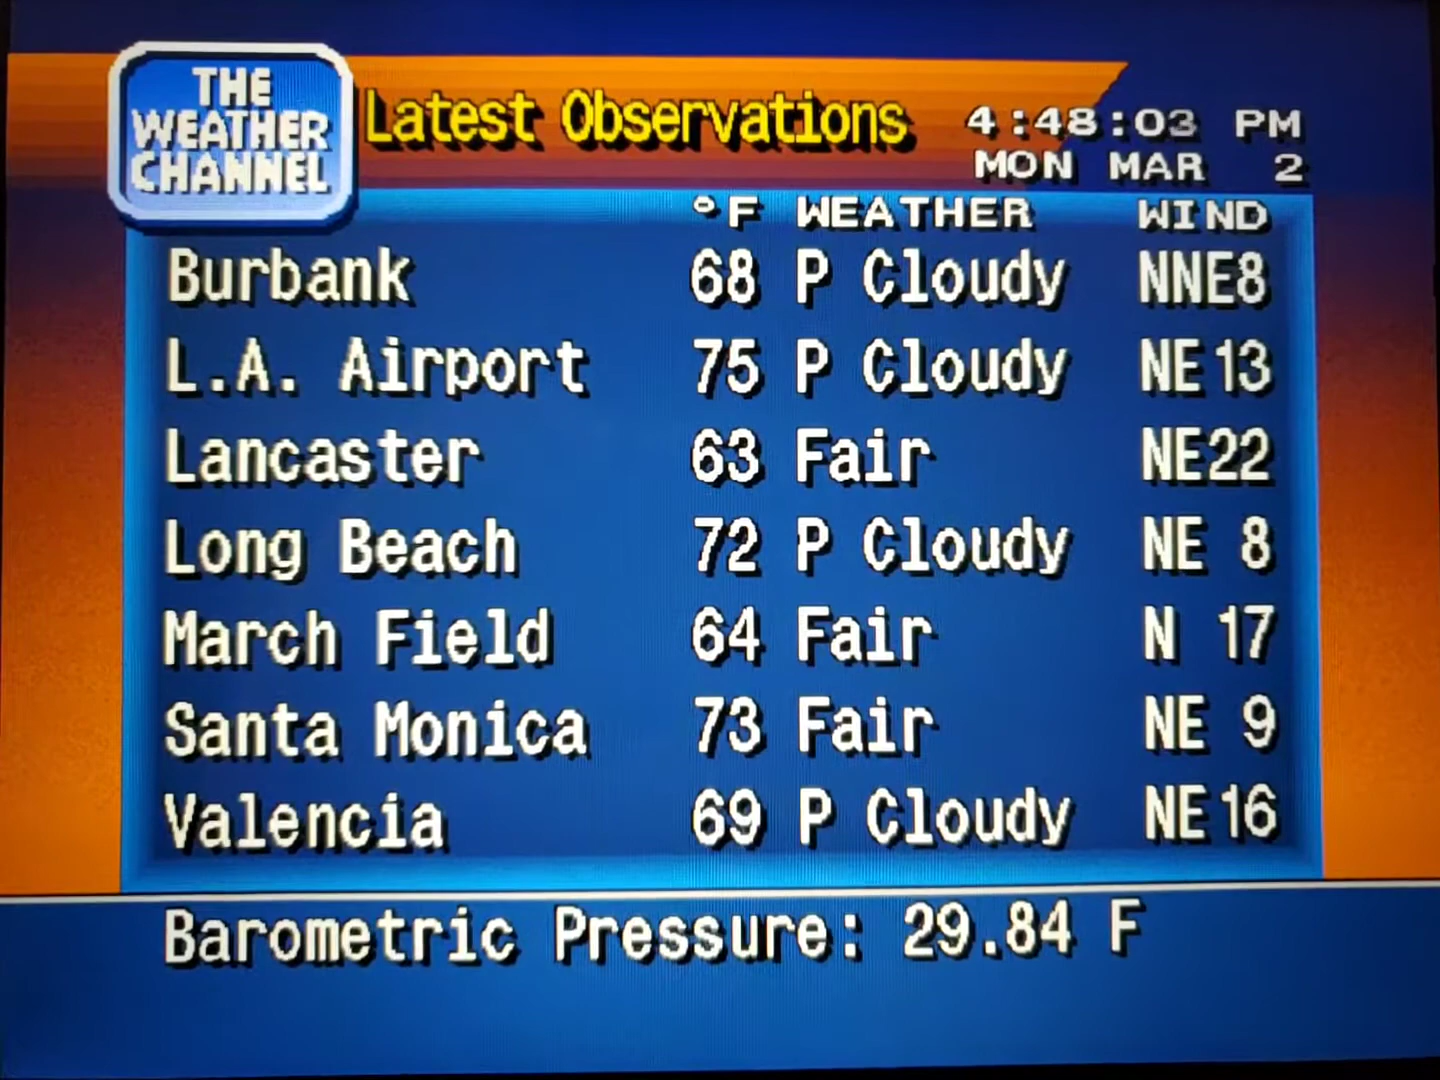 THE
WEATHER
CHANNEL
Latest Observations
4:48:03 PM
MON MAR 2
°F WEATHER WIND
Burbank 68 P Cloudy NNE8
L.A. Airport 75 P Cloudy NE13
Lancaster 63 Fair NE22
Long Beach 72 P Cloudy NE 8
March Field 64 Fair N 17
Santa Monica 73 Fair NE 9
Valencia 69 P Cloudy NE16
Barometric Pressure: 29.84 F